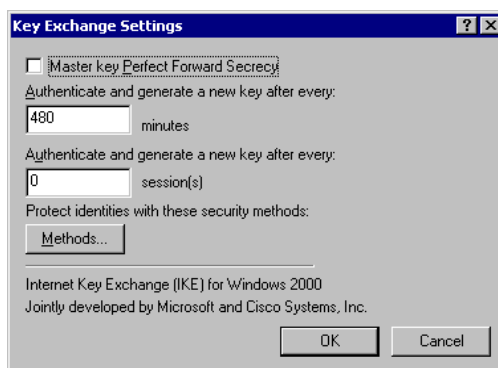 Key Exchange Settings
Master key Perfect Forward Secrecy
Authenticate and generate a new key after every:
480 minutes
Authenticate and generate a new key after every:
0 session(s)
Protect identities with these security methods:
Methods...
Internet Key Exchange (IKE) for Windows 2000
Jointly developed by Microsoft and Cisco Systems, Inc.
OK Cancel